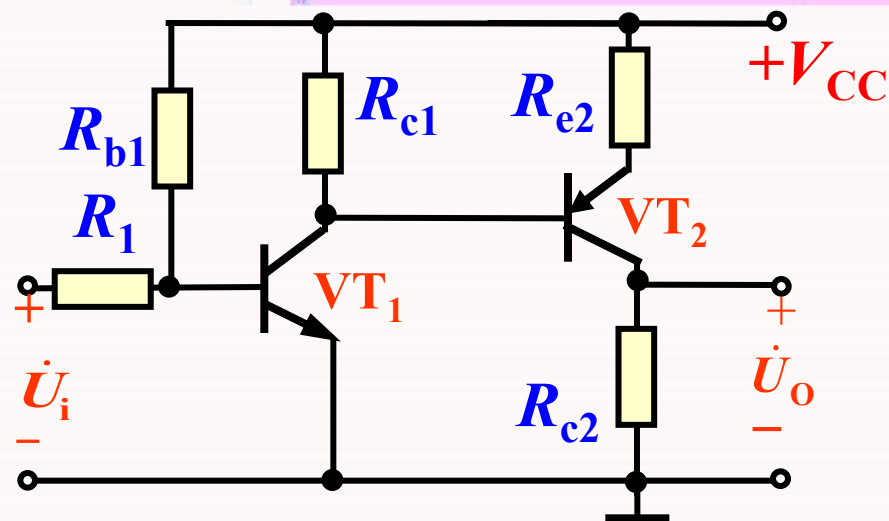 +V_CC
R_c1
R_e2
R_b1
R_1
VT_2
VT_1
+
+
U̇_i
U̇_O
R_c2
−
−